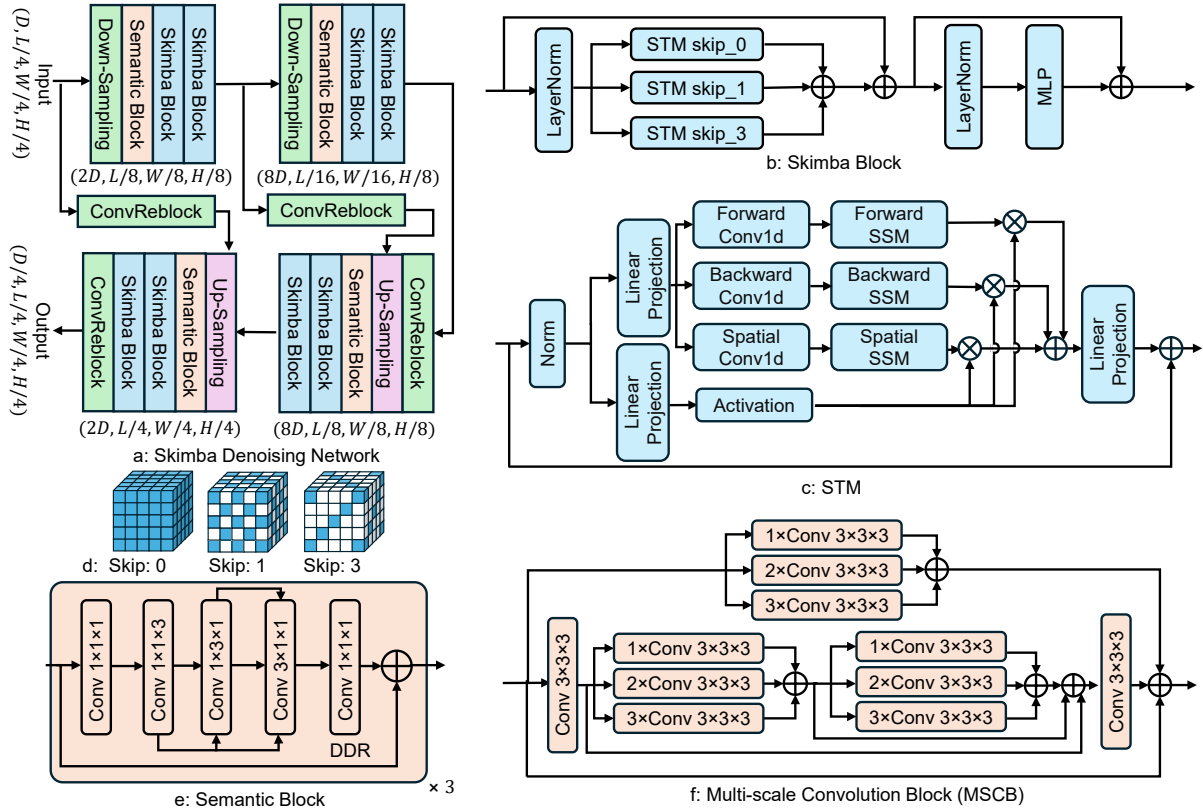 (D, L/4, W/4, H/4)
Input
Down-Sampling
Semantic Block
Skimba Block
Skimba Block
(2D, L/8, W/8, H/8)
Down-Sampling
Semantic Block
Skimba Block
Skimba Block
(8D, L/16, W/16, H/8)
ConvReblock
ConvReblock
(D/4, L/4, W/4, H/4)
Output
ConvReblock
Skimba Block
Skimba Block
Semantic Block
Up-Sampling
(2D, L/4, W/4, H/4)
Skimba Block
Skimba Block
Semantic Block
Up-Sampling
ConvReblock
(8D, L/8, W/8, H/8)
a: Skimba Denoising Network
LayerNorm
STM skip_0
STM skip_1
STM skip_3
LayerNorm
MLP
b: Skimba Block
Norm
Linear
Projection
Linear
Projection
Forward
Conv1d
Forward
SSM
Backward
Conv1d
Backward
SSM
Spatial
Conv1d
Spatial
SSM
Activation
Linear
Projection
c: STM
d: Skip: 0
Skip: 1
Skip: 3
Conv 1×1×1
Conv 1×1×3
Conv 1×3×1
Conv 3×1×1
Conv 1×1×1
DDR
× 3
e: Semantic Block
1×Conv 3×3×3
2×Conv 3×3×3
3×Conv 3×3×3
Conv 3×3×3
1×Conv 3×3×3
2×Conv 3×3×3
3×Conv 3×3×3
1×Conv 3×3×3
2×Conv 3×3×3
3×Conv 3×3×3
Conv 3×3×3
f: Multi-scale Convolution Block (MSCB)